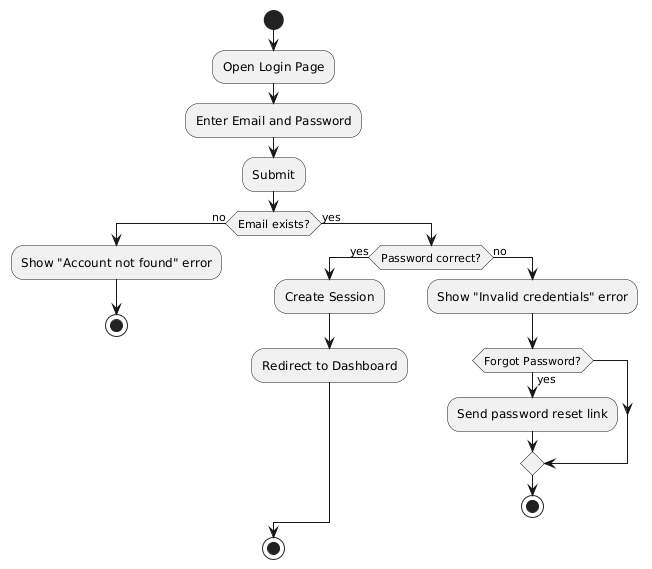 Open Login Page
Enter Email and Password
Submit
no
Email exists?
yes
Show "Account not found" error
yes
Password correct?
no
Create Session
Show "Invalid credentials" error
Redirect to Dashboard
Forgot Password?
yes
Send password reset link